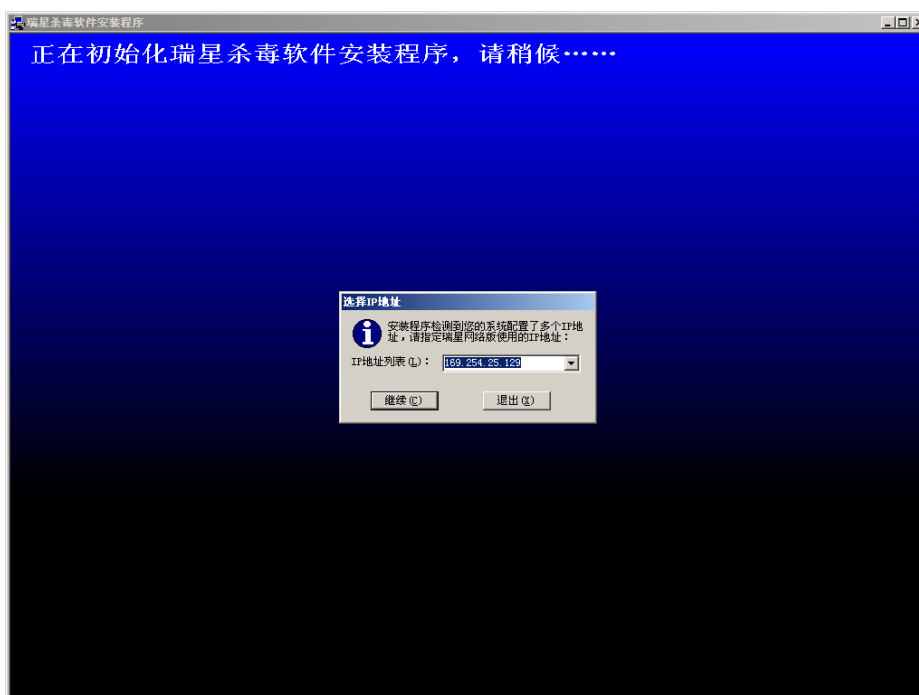 瑞星杀毒软件安装程序
正在初始化瑞星杀毒软件安装程序，请稍候……
选择IP地址
安装程序检测到您的系统配置了多个IP地
址，请指定瑞星网络版使用的IP地址：
IP地址列表(L)： 169.254.25.129
继续(C) 退出(X)